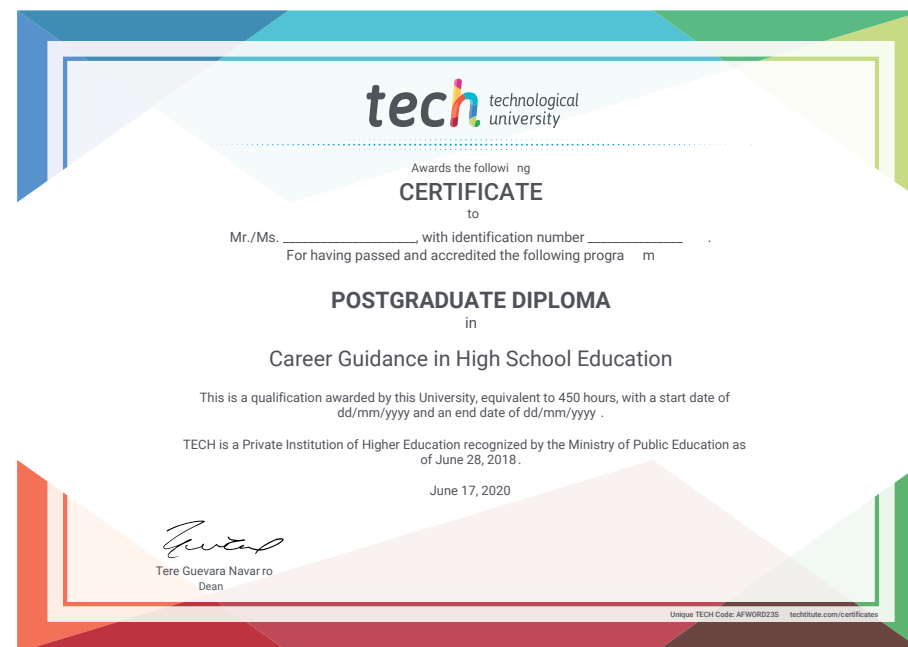 tech technological
university
Awards the followi ng
CERTIFICATE
to
Mr./Ms. ___________________, with identification number ______________ .
For having passed and accredited the following progra m
POSTGRADUATE DIPLOMA
in
Career Guidance in High School Education
This is a qualification awarded by this University, equivalent to 450 hours, with a start date of
dd/mm/yyyy and an end date of dd/mm/yyyy .
TECH is a Private Institution of Higher Education recognized by the Ministry of Public Education as
of June 28, 2018 .
June 17, 2020
Tere Guevara Navar ro
Dean
Unique TECH Code: AFWORD23S techtitute.com/certificates